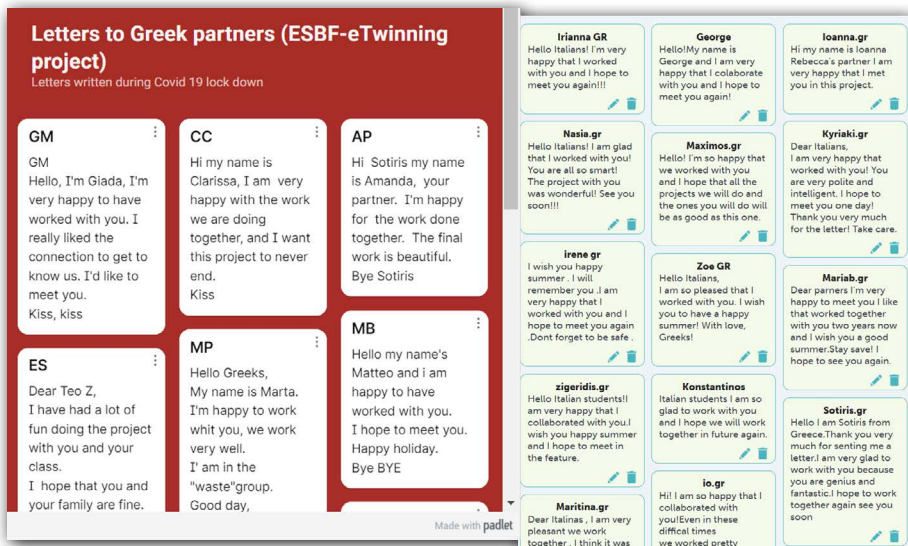 Letters to Greek partners (ESBF-eTwinning
project)
Letters written during Covid 19 lock down
GM
GM
Hello, I'm Giada, I'm
very happy to have
worked with you. I
really liked the
connection to get to
know us. I'd like to
meet you.
Kiss, kiss
ES
Dear Teo Z,
I have had a lot of
fun doing the project
with you and your
class.
I hope that you and
your family are fine.
CC
Hi my name is
Clarissa, I am very
happy with the work
we are doing
together, and I want
this project to never
end.
Kiss
MP
Hello Greeks,
My name is Marta.
I'm happy to work
whit you, we work
very well.
I' am in the
"waste"group.
Good day,
AP
Hi Sotiris my name
is Amanda, your
partner. I'm happy
for the work done
together. The final
work is beautiful.
Bye Sotiris
MB
Hello my name's
Matteo and i am
happy to have
worked with you.
I hope to meet you.
Happy holiday.
Bye BYE
Made with padlet
Irianna GR
Hello Italians! I'm very
happy that I worked
with you and I hope to
meet you again!!!
Nasia.gr
Hello Italians! I am glad
that I worked with you!
You are all so smart!
The project with you
was wonderful! See you
soon!!!
irene gr
I wish you happy
summer . I will
remember you .I am
very happy that I
worked with you and I
hope to meet you again
.Dont forget to be safe .
zigeridis.gr
Hello Italian students!I
am very happy that I
collaborated with you.I
wish you happy summer
and I hope to meet in
the feature.
Maritina.gr
Dear Italinas , I am very
pleasant we work
together . I think it was
George
Hello!My name is
George and I am very
happy that I colaborate
with you and I hope to
meet you again!
Maximos.gr
Hello! I'm so happy that
we worked with you
and I hope that all the
projects we will do and
the ones you will do will
be as good as this one.
Zoe GR
Hello Italians,
I am so pleased that I
worked with you. I wish
you to have a happy
summer! With love,
Greeks!
Konstantinos
Italian students I am so
glad to work with you
and I hope we will work
together in future again.
io.gr
Hi! I am so happy that I
collaborated with
you!Even in these
diffical times
we worked pretty
Ioanna.gr
Hi my name is Ioanna
Rebecca's partner I am
very happy that I met
you in this project.
Kyriaki.gr
Dear Italians,
I am very happy that
worked with you! You
are very polite and
intelligent. I hope to
meet you one day!
Thank you very much
for the letter! Take care.
Mariab.gr
Dear parners I'm very
happy to meet you I like
that worked together
with you two years now
and I wish you a good
summer.Stay save! I
hope to see you again.
Sotiris.gr
Hello I am Sotiris from
Greece.Thank you very
much for senting me a
letter.I am very glad to
work with you because
you are genius and
fantastic.I hope to work
together again see you
soon